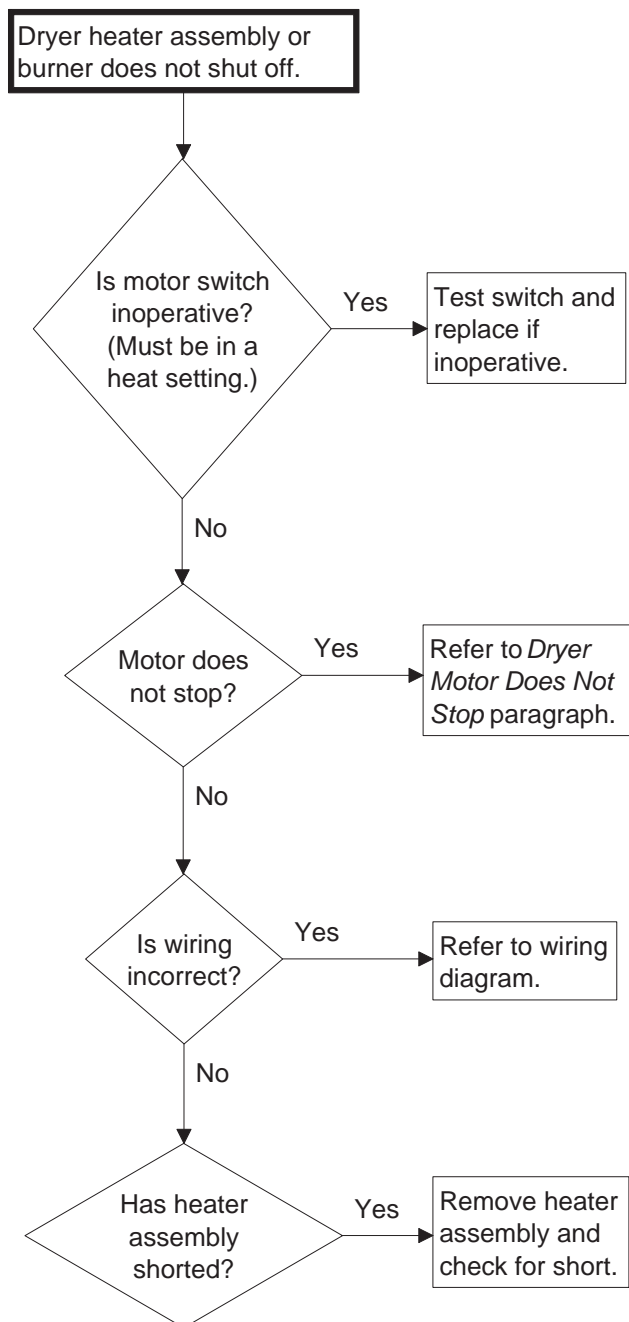 Dryer heater assembly or
burner does not shut off.
Is motor switch
inoperative?
(Must be in a
heat setting.)
Yes
Test switch and
replace if
inoperative.
No
Motor does
not stop?
Yes
Refer to Dryer
Motor Does Not
Stop paragraph.
No
Is wiring
incorrect?
Yes
Refer to wiring
diagram.
No
Has heater
assembly
shorted?
Yes
Remove heater
assembly and
check for short.